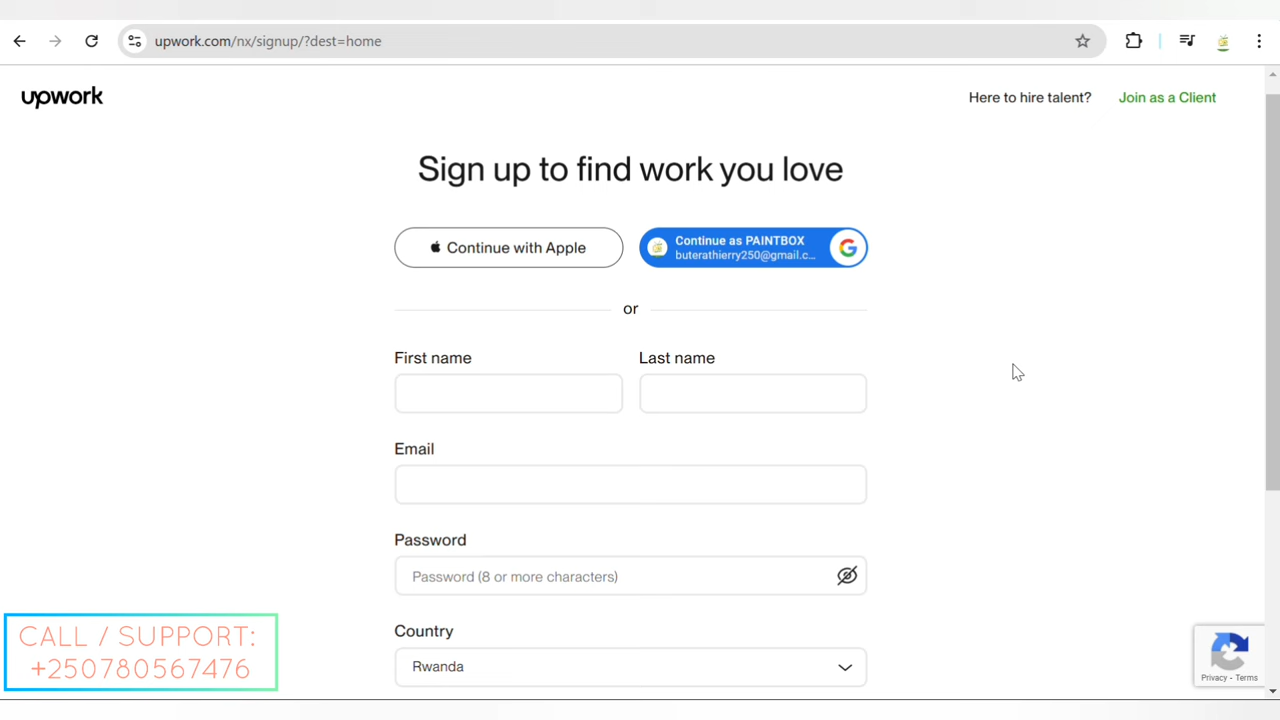 upwork.com/nx/signup/?dest=home
upwork
Here to hire talent?
Join as a Client
Sign up to find work you love
Continue with Apple
Continue as PAINTBOX
buterathierry250@gmail.c...
G
or
First name
Last name
Email
Password
Password (8 or more characters)
Country
Rwanda
CALL / SUPPORT:
+250780567476
Privacy - Terms